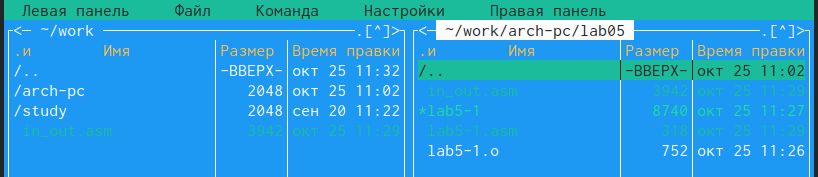 Левая панель Файл Команда Настройки Правая панель
<─ ~/work .[^]>
.и Имя Размер Время правки
/.. -ВВЕРХ- окт 25 11:32
/arch-pc 2048 окт 25 11:02
/study 2048 сен 20 11:22
in_out.asm 3942 окт 25 11:29
<─ ~/work/arch-pc/lab05 .[^]>
.и Имя Размер Время правки
/.. -ВВЕРХ- окт 25 11:02
in_out.asm 3942 окт 25 11:29
*lab5-1 8740 окт 25 11:27
lab5-1.asm 318 окт 25 11:25
lab5-1.o 752 окт 25 11:26